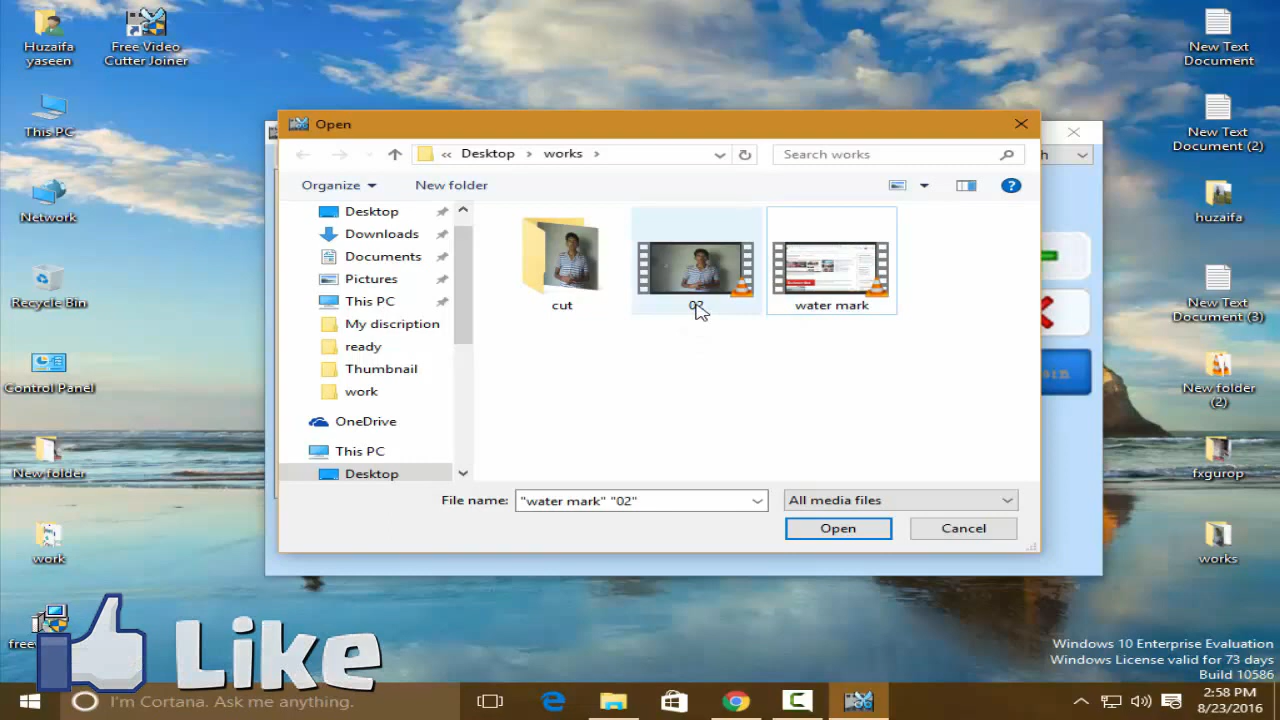 Huzaifa
yaseen
Free Video
Cutter Joiner
This PC
Network
Recycle Bin
Control Panel
New folder
work
Open
« Desktop › works ›
Search works
Organize
New folder
?
Desktop
Downloads
Documents
Pictures
This PC
My discription
ready
Thumbnail
work
OneDrive
This PC
Desktop
cut
02
water mark
File name:
"water mark" "02"
All media files
Open
Cancel
New Text
Document
New Text
Document (2)
huzaifa
New Text
Document (3)
New folder
(2)
fxgurop
works
Like
Windows 10 Enterprise Evaluation
Windows License valid for 73 days
Build 10586
I'm Cortana. Ask me anything.
2:58 PM
8/23/2016